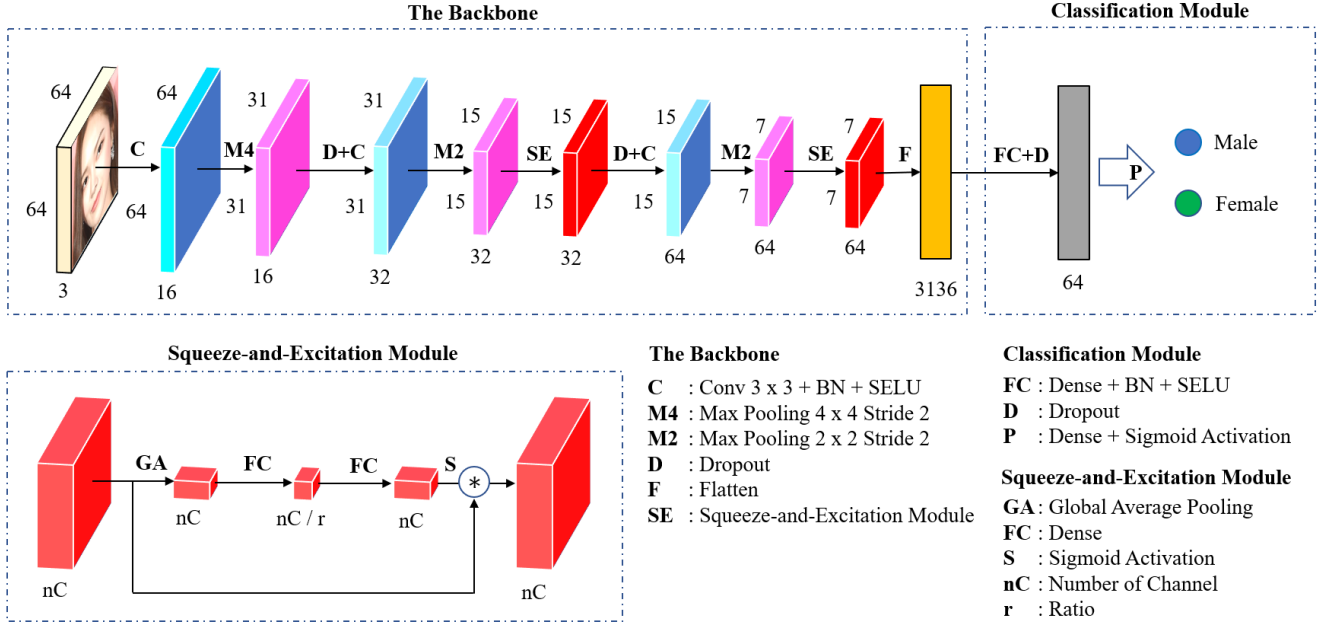 The Backbone
Classification Module
64
64
3
C
64
64
16
M4
31
31
16
D+C
31
31
32
M2
15
15
32
SE
15
15
32
D+C
15
15
64
M2
7
7
64
SE
7
7
64
F
3136
FC+D
64
P
Male
Female
Squeeze-and-Excitation Module
nC
GA
nC
FC
nC / r
FC
nC
S
*
nC
The Backbone
C : Conv 3 x 3 + BN + SELU
M4 : Max Pooling 4 x 4 Stride 2
M2 : Max Pooling 2 x 2 Stride 2
D : Dropout
F : Flatten
SE : Squeeze-and-Excitation Module
Classification Module
FC : Dense + BN + SELU
D : Dropout
P : Dense + Sigmoid Activation
Squeeze-and-Excitation Module
GA : Global Average Pooling
FC : Dense
S : Sigmoid Activation
nC : Number of Channel
r : Ratio